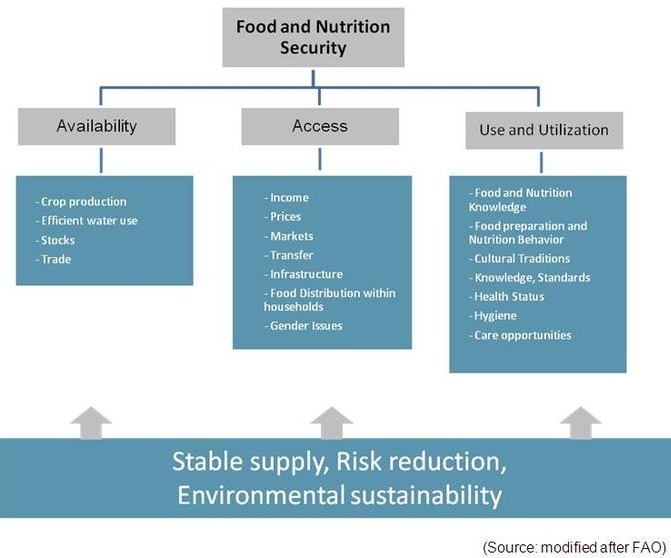 Food and Nutrition
Security
Availability
Access
Use and Utilization
- Crop production
- Efficient water use
- Stocks
- Trade
- Income
- Prices
- Markets
- Transfer
- Infrastructure
- Food Distribution within
households
- Gender Issues
- Food and Nutrition
Knowledge
- Food preparation and
Nutrition Behavior
- Cultural Traditions
- Knowledge, Standards
- Health Status
- Hygiene
- Care opportunities
Stable supply, Risk reduction,
Environmental sustainability
(Source: modified after FAO)